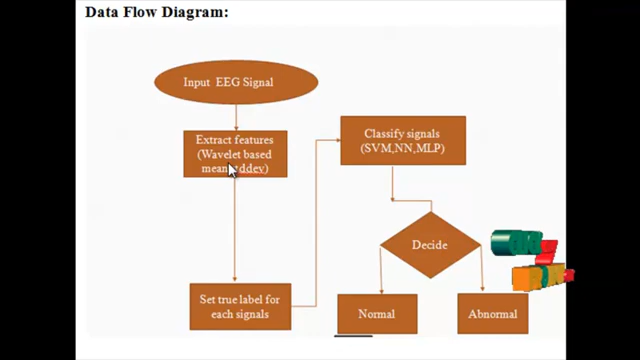 Data Flow Diagram:
Input EEG Signal
Extract features
(Wavelet based
mean
ddev)
Set true label for
each signals
Classify signals
(SVM,NN,MLP)
Decide
Normal
Abnormal